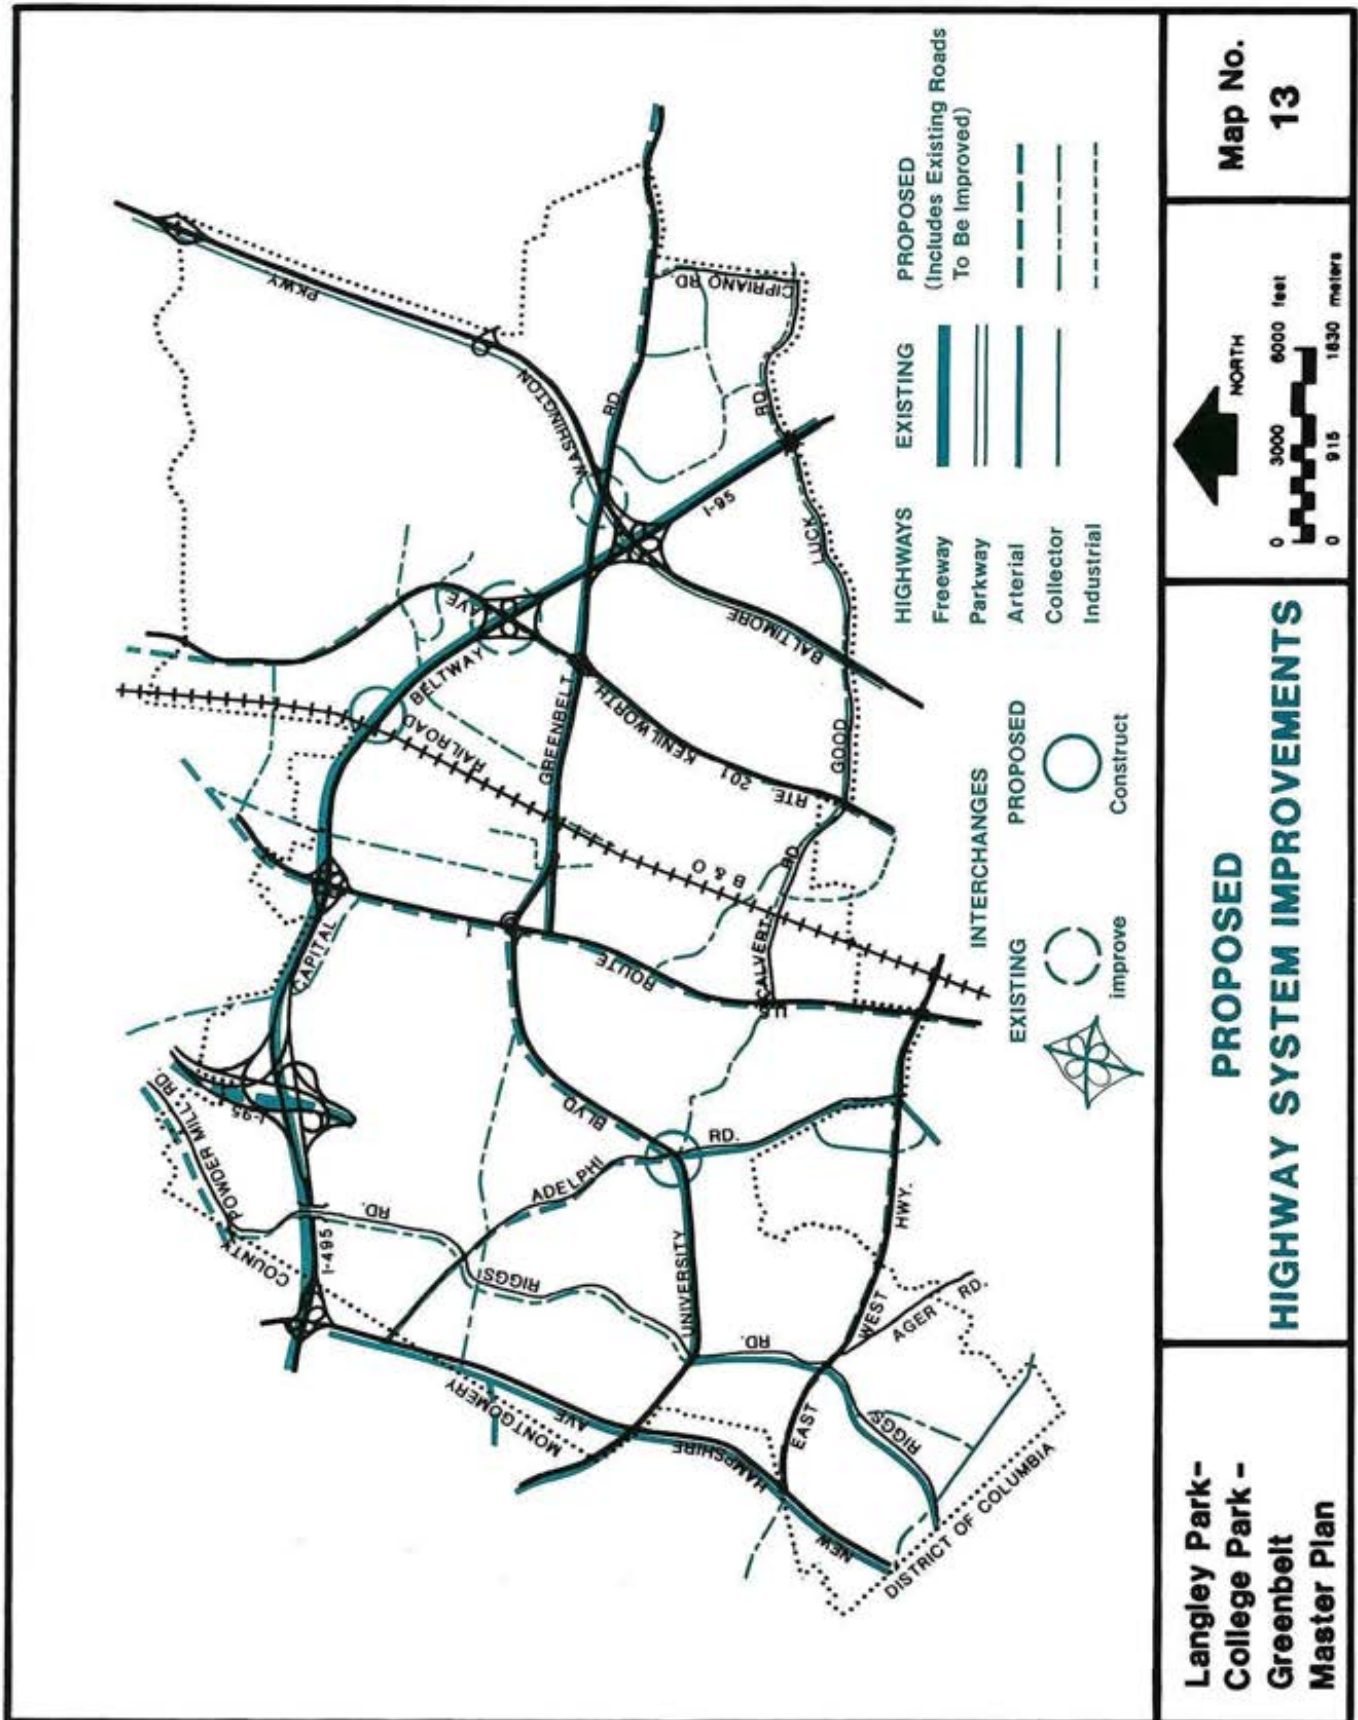 PKWY
WASHINGTON
RD.
CIPRIANO RD
RD.
I-95
LUCK
AVE
BELTWAY
BALTIMORE
RAILROAD
GREENBELT
KENILWORTH
RTE. 201
GOOD
B & O
RD
CALVERT
CAPITAL
1
ROUTE
U.S.
I-95
POWDER MILL RD.
BLVD
RD.
ADELPHI
RD.
COUNTY
I-495
RIGGS
UNIVERSITY
HWY.
WEST
AGER RD.
RD.
MONTGOMERY
AVE
EAST
RIGGS
HAMPSHIRE
NEW
DISTRICT OF COLUMBIA
HIGHWAYS
EXISTING
PROPOSED
(Includes Existing Roads
To Be Improved)
Freeway
Parkway
Arterial
Collector
Industrial
INTERCHANGES
EXISTING
PROPOSED
improve
Construct
Langley Park-
College Park -
Greenbelt
Master Plan
PROPOSED
HIGHWAY SYSTEM IMPROVEMENTS
NORTH
0 3000 6000 feet
0 915 1830 meters
Map No.
13